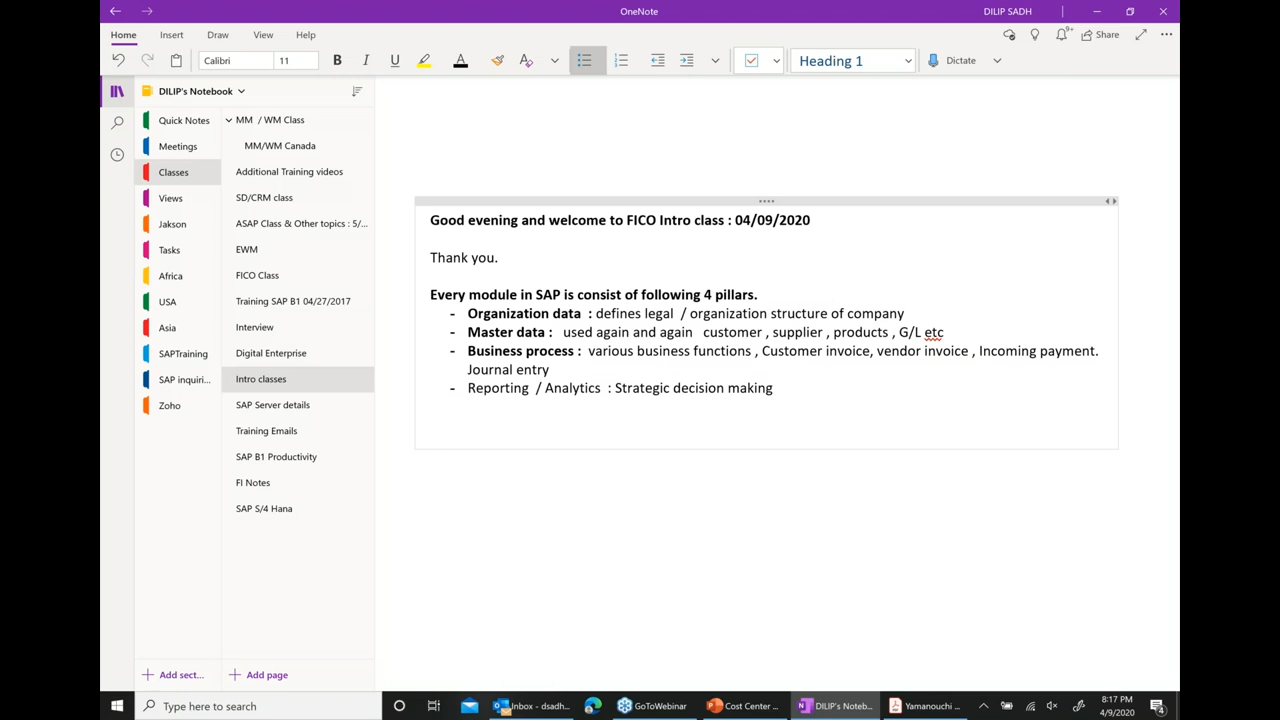 OneNote
DILIP SADH
Home Insert Draw View Help
9+ Share
Calibri 11 B I U A Heading 1 Dictate
DILIP's Notebook
Quick Notes
Meetings
Classes
Views
Jakson
Tasks
Africa
USA
Asia
SAPTraining
SAP inquiri...
Zoho
MM / WM Class
MM/WM Canada
Additional Training videos
SD/CRM class
ASAP Class & Other topics : 5/...
EWM
FICO Class
Training SAP B1 04/27/2017
Interview
Digital Enterprise
Intro classes
SAP Server details
Training Emails
SAP B1 Productivity
FI Notes
SAP S/4 Hana
Good evening and welcome to FICO Intro class : 04/09/2020
Thank you.
Every module in SAP is consist of following 4 pillars.
- Organization data : defines legal / organization structure of company
- Master data : used again and again customer , supplier , products , G/L etc
- Business process : various business functions , Customer invoice, vendor invoice , Incoming payment.
Journal entry
- Reporting / Analytics : Strategic decision making
+ Add sect... + Add page
Type here to search
Inbox - dsadh...
GoToWebinar
Cost Center ...
DILIP's Noteb...
Yamanouchi ...
8:17 PM
4/9/2020
4